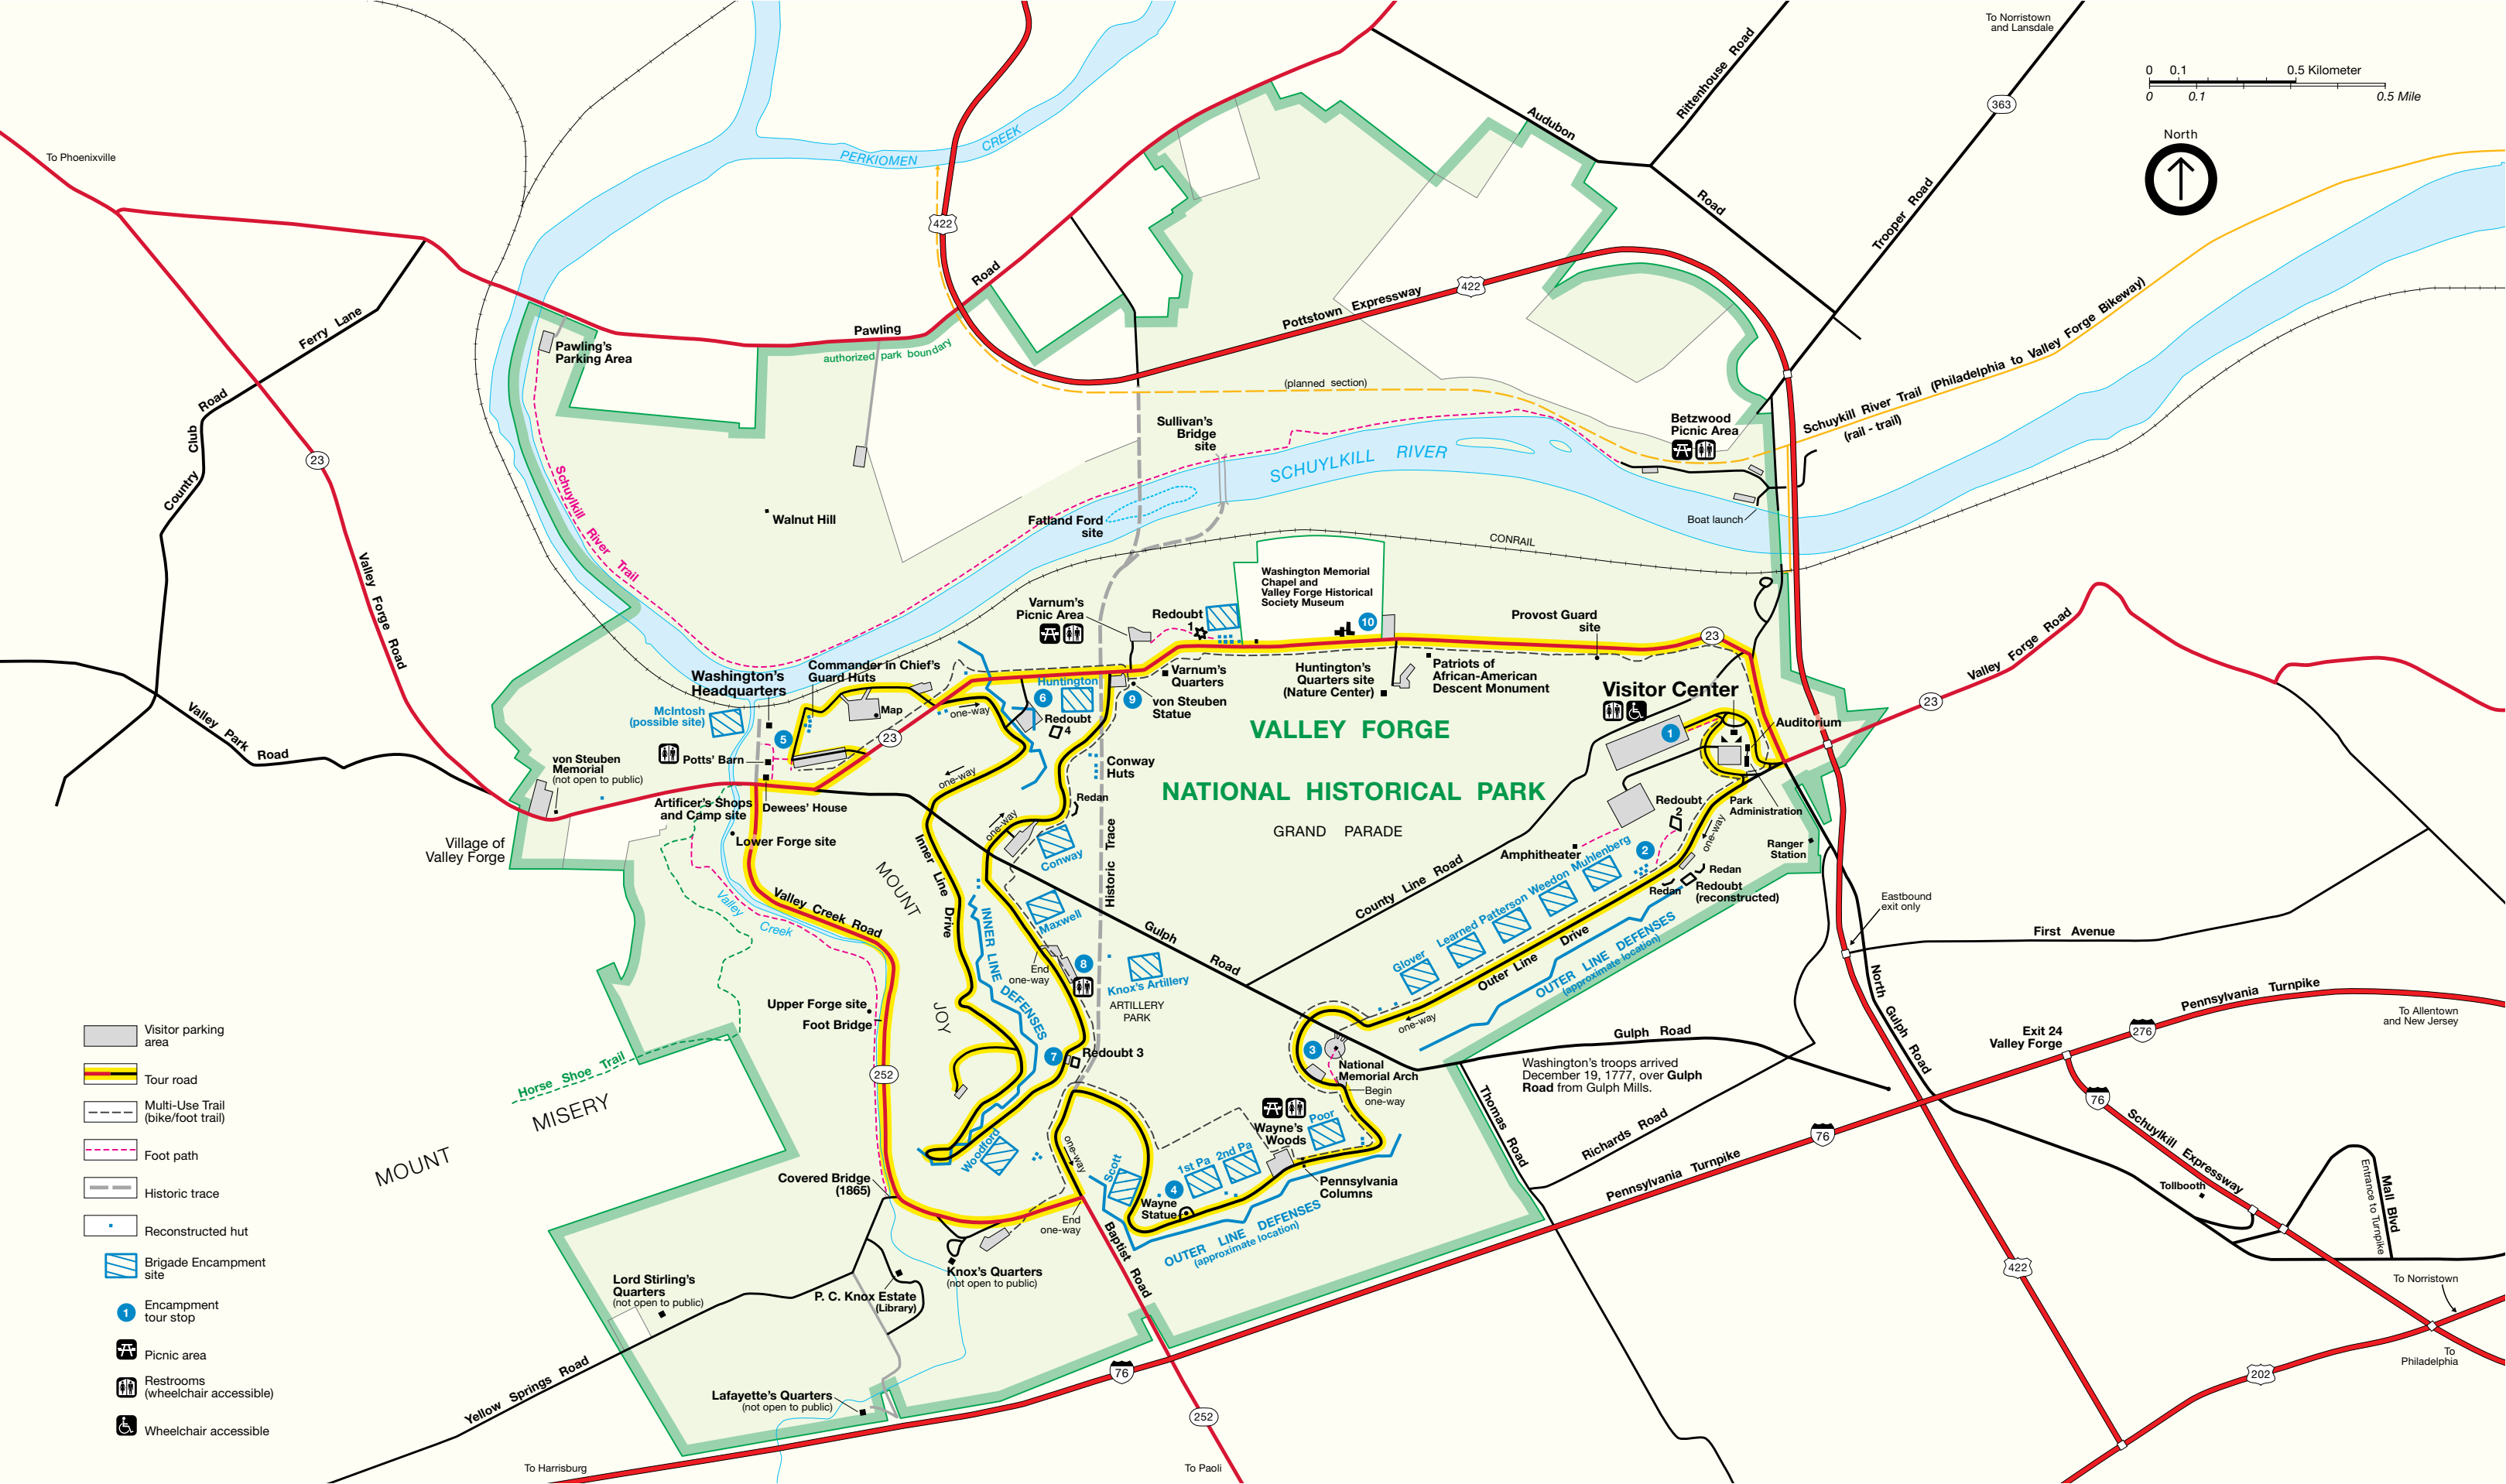 To Norristown
and Lansdale
0 0.1 0.5 Kilometer
0 0.1 0.5 Mile
North
363
Rittenhouse Road
Audubon
Road
Trooper Road
To Phoenixville
PERKIOMEN
CREEK
422
Road
Pottstown Expressway
422
Pawling
authorized park boundary
Ferry Lane
Pawling's
Parking Area
Country Club Road
23
Valley Forge Road
(planned section)
Schuykill River Trail (Philadelphia to Valley Forge Bikeway)
(rail - trail)
Betzwood
Picnic Area
Sullivan's
Bridge
site
SCHUYLKILL RIVER
Schuylkill River Trail
Walnut Hill
Fatland Ford
site
Boat launch
CONRAIL
Washington Memorial
Chapel and
Valley Forge Historical
Society Museum
10
Varnum's
Picnic Area
Redoubt
1
Provost Guard
site
23
Valley Forge Road
23
Washington's
Headquarters
Commander in Chief's
Guard Huts
Map
one-way
Huntington
6
Redoubt
4
9
Varnum's
Quarters
von Steuben
Statue
Huntington's
Quarters site
(Nature Center)
Patriots of
African-American
Descent Monument
Visitor Center
1
Auditorium
McIntosh
(possible site)
5
23
Potts' Barn
VALLEY FORGE
NATIONAL HISTORICAL PARK
GRAND PARADE
Valley Park Road
von Steuben
Memorial
(not open to public)
Artificer's Shops
and Camp site
Dewees' House
Lower Forge site
Village of
Valley Forge
one-way
Conway
Huts
Redan
one-way
Conway
Redoubt
2
Park
Administration
one-way
Ranger
Station
Amphitheater
2
Redan
Redan
Redoubt
(reconstructed)
Glover
Learned
Patterson
Weedon
Muhlenberg
County Line Road
Outer Line Drive
OUTER LINE DEFENSES
(approximate location)
one-way
Eastbound
exit only
First Avenue
Inner Line Drive
MOUNT
JOY
INNER LINE DEFENSES
Maxwell
Historic Trace
Gulph Road
Valley Creek Road
Valley
Creek
End
one-way
8
Knox's Artillery
ARTILLERY
PARK
Upper Forge site
Foot Bridge
252
7
Redoubt 3
3
National
Memorial Arch
Begin
one-way
Gulph Road
Washington's troops arrived
December 19, 1777, over Gulph
Road from Gulph Mills.
North Gulph Road
Exit 24
Valley Forge
276
Pennsylvania Turnpike
To Allentown
and New Jersey
76
Schuylkill Expressway
Thomas Road
Richards Road
76
Pennsylvania Turnpike
Horse Shoe Trail
MOUNT
MISERY
Woodford
one-way
Scott
4
1st Pa
2nd Pa
Wayne's
Woods
Poor
Wayne
Statue
Pennsylvania
Columns
OUTER LINE DEFENSES
(approximate location)
Covered Bridge
(1865)
End
one-way
Baptist Road
Knox's Quarters
(not open to public)
P. C. Knox Estate
(Library)
Lord Stirling's
Quarters
(not open to public)
Yellow Springs Road
Lafayette's Quarters
(not open to public)
76
252
To Harrisburg
To Paoli
Tollbooth
Mall Blvd
Entrance to Turnpike
422
To Norristown
202
To
Philadelphia
Visitor parking
area
Tour road
Multi-Use Trail
(bike/foot trail)
Foot path
Historic trace
Reconstructed hut
Brigade Encampment
site
1
Encampment
tour stop
Picnic area
Restrooms
(wheelchair accessible)
Wheelchair accessible